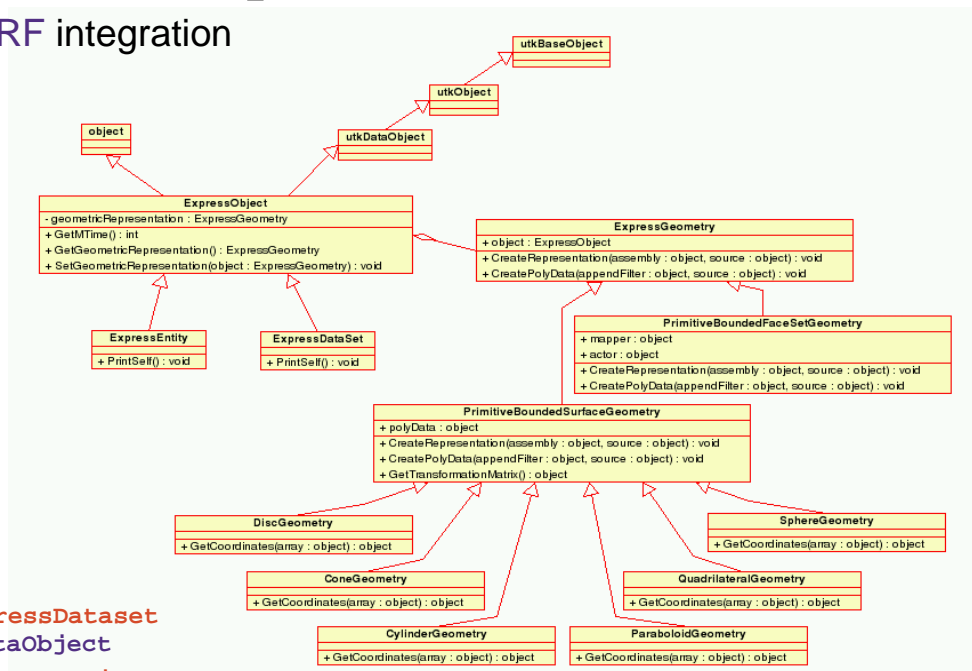 RF integration
utkBaseObject
utkObject
object
utkDataObject
ExpressObject
- geometricRepresentation : ExpressGeometry
+ GetMTime() : int
+ GetGeometricRepresentation() : ExpressGeometry
+ SetGeometricRepresentation(object : ExpressGeometry) : void
ExpressGeometry
+ object : ExpressObject
+ CreateRepresentation(assembly : object, source : object) : void
+ CreatePolyData(appendFilter : object, source : object) : void
ExpressEntity
+ PrintSelf() : void
ExpressDataSet
+ PrintSelf() : void
PrimitiveBoundedFaceSetGeometry
+ mapper : object
+ actor : object
+ CreateRepresentation(assembly : object, source : object) : void
+ CreatePolyData(appendFilter : object, source : object) : void
PrimitiveBoundedSurfaceGeometry
+ polyData : object
+ CreateRepresentation(assembly : object, source : object) : void
+ CreatePolyData(appendFilter : object, source : object) : void
+ GetTransformationMatrix() : object
DiscGeometry
+ GetCoordinates(array : object) : object
SphereGeometry
+ GetCoordinates(array : object) : object
ConeGeometry
+ GetCoordinates(array : object) : object
QuadrilateralGeometry
+ GetCoordinates(array : object) : object
CylinderGeometry
+ GetCoordinates(array : object) : object
ParaboloidGeometry
+ GetCoordinates(array : object) : object
ressDataset
taObject